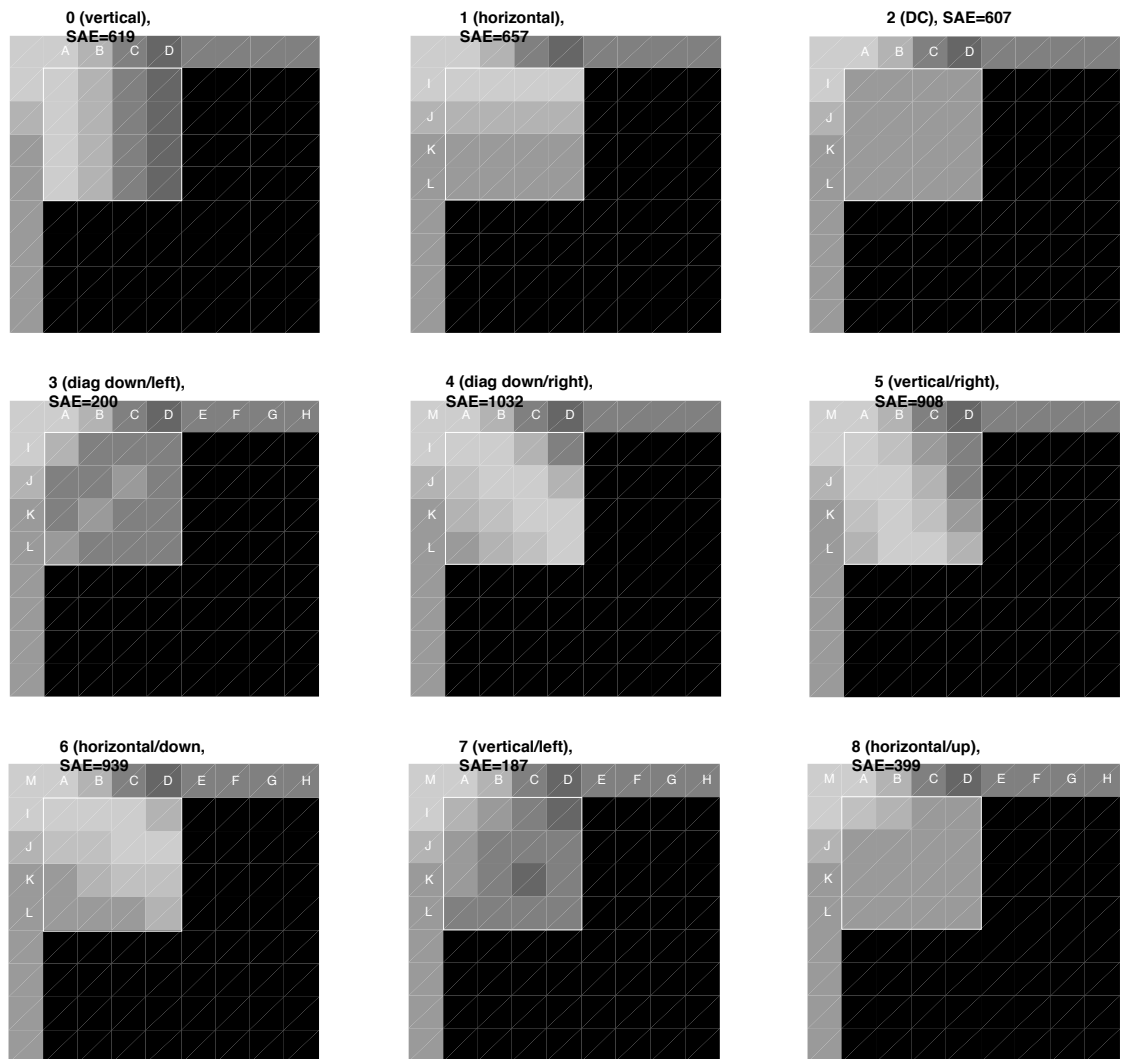 0 (vertical),
SAE=619
A B C D
1 (horizontal),
SAE=657
I
J
K
L
2 (DC), SAE=607
A B C D
I
J
K
L
3 (diag down/left),
SAE=200
A B C D E F G H
I
J
K
L
4 (diag down/right),
SAE=1032
M A B C D
I
J
K
L
5 (vertical/right),
SAE=908
M A B C D
I
J
K
L
6 (horizontal/down,
SAE=939
M A B C D E F G H
I
J
K
L
7 (vertical/left),
SAE=187
M A B C D E F G H
I
J
K
L
8 (horizontal/up),
SAE=399
M A B C D E F G H
I
J
K
L